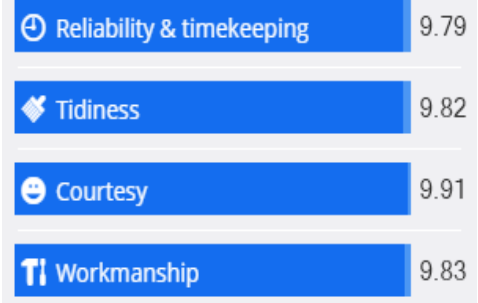 Reliability & timekeeping 9.79
Tidiness 9.82
Courtesy 9.91
Workmanship 9.83